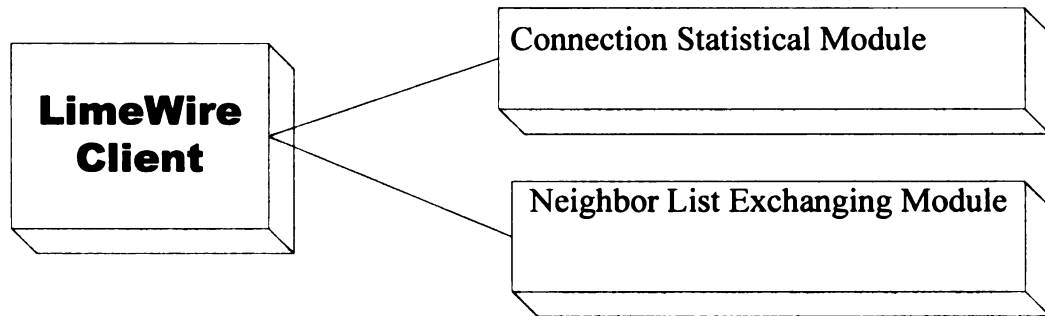 LimeWire
Client
Connection Statistical Module
Neighbor List Exchanging Module